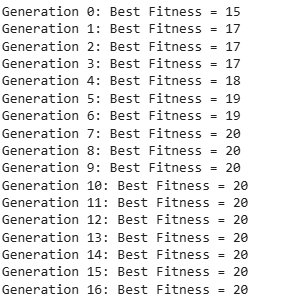 Generation 0: Best Fitness = 15
Generation 1: Best Fitness = 17
Generation 2: Best Fitness = 17
Generation 3: Best Fitness = 17
Generation 4: Best Fitness = 18
Generation 5: Best Fitness = 19
Generation 6: Best Fitness = 19
Generation 7: Best Fitness = 20
Generation 8: Best Fitness = 20
Generation 9: Best Fitness = 20
Generation 10: Best Fitness = 20
Generation 11: Best Fitness = 20
Generation 12: Best Fitness = 20
Generation 13: Best Fitness = 20
Generation 14: Best Fitness = 20
Generation 15: Best Fitness = 20
Generation 16: Best Fitness = 20